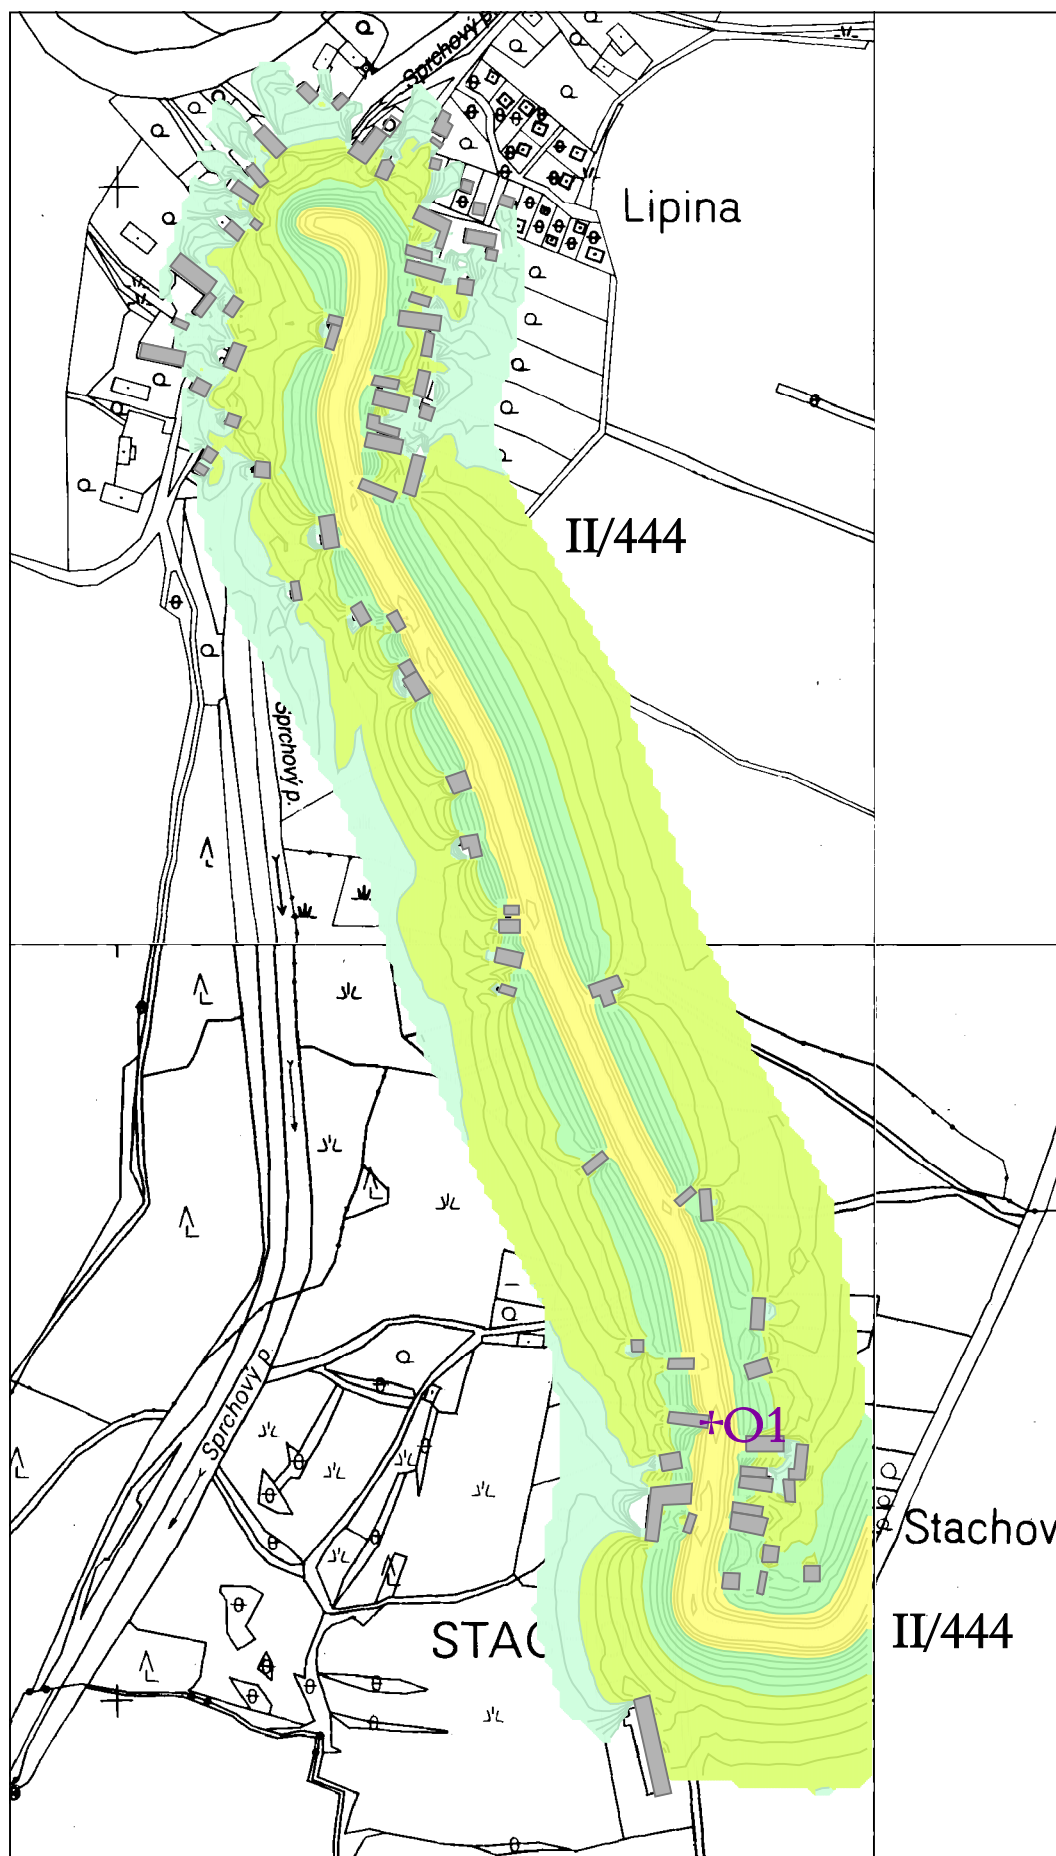 Sprchový p.
Lipina
II/444
Sprchový p.
Sprchový p.
O1
Stachov
STAC
II/444